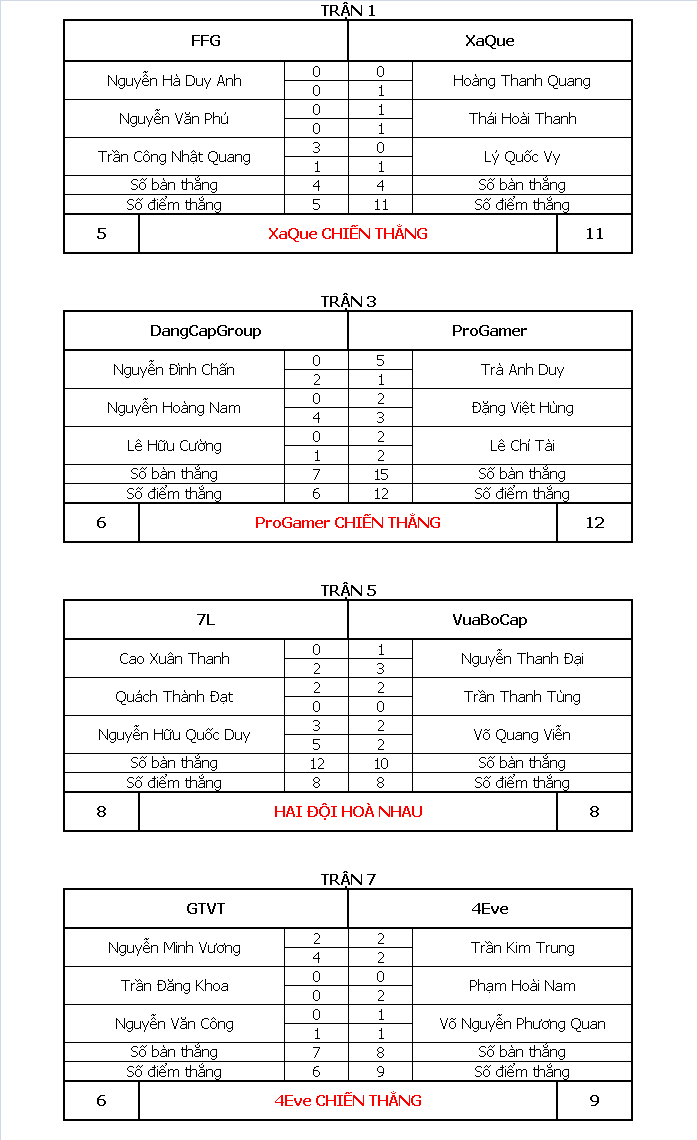 TRẬN 1
FFG XaQue
Nguyễn Hà Duy Anh 0 0 Hoàng Thanh Quang
0 1
Nguyễn Văn Phú 0 1 Thái Hoài Thanh
0 1
Trần Công Nhật Quang 3 0 Lý Quốc Vy
1 1
Số bàn thắng 4 4 Số bàn thắng
Số điểm thắng 5 11 Số điểm thắng
5 XaQue CHIẾN THẮNG 11
TRẬN 3
DangCapGroup ProGamer
Nguyễn Đình Chấn 0 5 Trà Anh Duy
2 1
Nguyễn Hoàng Nam 0 2 Đặng Việt Hùng
4 3
Lê Hữu Cường 0 2 Lê Chí Tài
1 2
Số bàn thắng 7 15 Số bàn thắng
Số điểm thắng 6 12 Số điểm thắng
6 ProGamer CHIẾN THẮNG 12
TRẬN 5
7L VuaBoCap
Cao Xuân Thanh 0 1 Nguyễn Thanh Đại
2 3
Quách Thành Đạt 2 2 Trần Thanh Tùng
0 0
Nguyễn Hữu Quốc Duy 3 2 Võ Quang Viễn
5 2
Số bàn thắng 12 10 Số bàn thắng
Số điểm thắng 8 8 Số điểm thắng
8 HAI ĐỘI HOÀ NHAU 8
TRẬN 7
GTVT 4Eve
Nguyễn Minh Vương 2 2 Trần Kim Trung
4 2
Trần Đăng Khoa 0 0 Phạm Hoài Nam
0 2
Nguyễn Văn Công 0 1 Võ Nguyễn Phương Quan
1 1
Số bàn thắng 7 8 Số bàn thắng
Số điểm thắng 6 9 Số điểm thắng
6 4Eve CHIẾN THẮNG 9